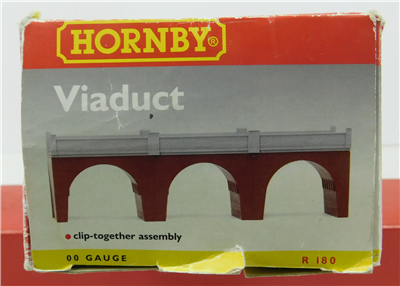 HORNBY®
Viaduct
• clip-together assembly
00 GAUGE R 180